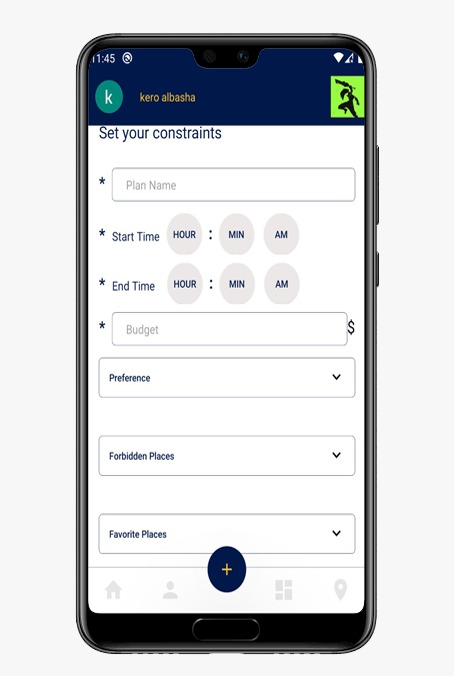 11:45
k
kero albasha
Set your constraints
* Plan Name
* Start Time HOUR : MIN AM
* End Time HOUR : MIN AM
* Budget $
Preference
Forbidden Places
Favorite Places
+